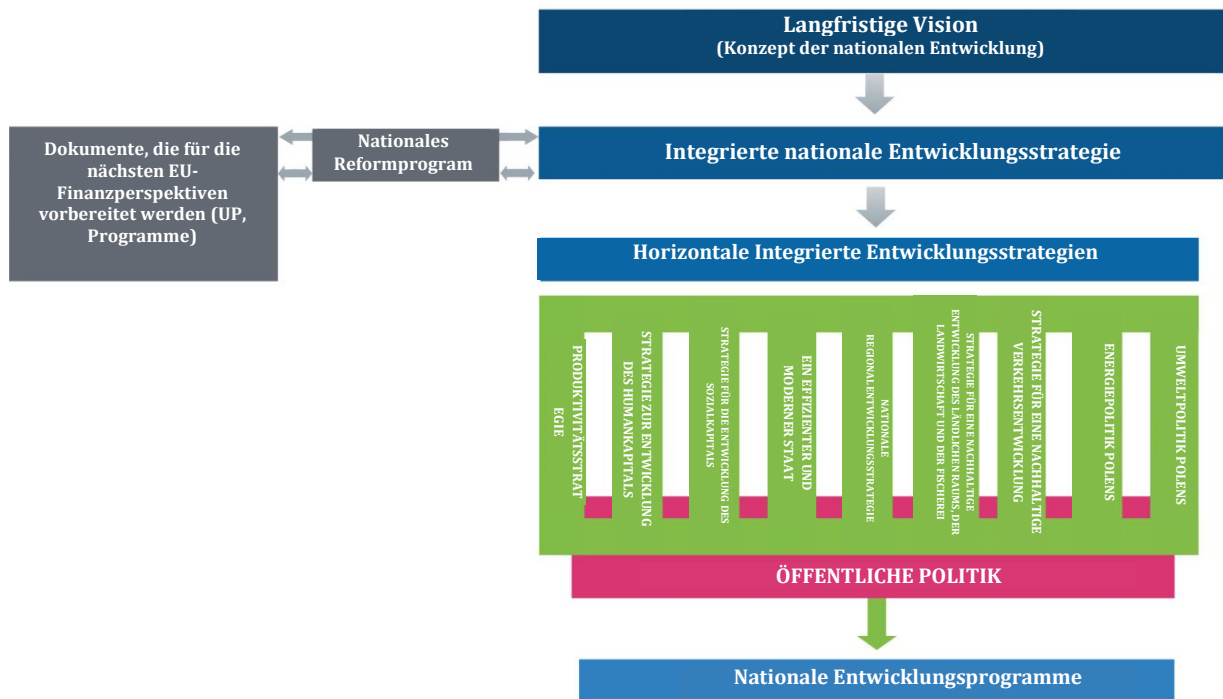 Langfristige Vision
(Konzept der nationalen Entwicklung)
Dokumente, die für die
nächsten EU-
Finanzperspektiven
vorbereitet werden (UP,
Programme)
Nationales
Reformprogram
Integrierte nationale Entwicklungsstrategie
Horizontale Integrierte Entwicklungsstrategien
PRODUKTIVITÄTSSTRAT
EGIE
STRATEGIE ZUR ENTWICKLUNG
DES HUMANKAPITALS
STRATEGIE FÜR DIE ENTWICKLUNG DES
SOZIALKAPITALS
EIN EFFIZIENTER UND
MODERNER STAAT
NATIONALE
REGIONALENTWICKLUNGSSTRATEGIE
STRATEGIE FÜR EINE NACHHALTIGE
ENTWICKLUNG DES LÄNDLICHEN RAUMS, DER
LANDWIRTSCHAFT UND DER FISCHEREI
STRATEGIE FÜR EINE NACHHALTIGE
VERKEHRSENTWICKLUNG
ENERGIEPOLITIK POLENS
UMWELTPOLITIK POLENS
ÖFFENTLICHE POLITIK
Nationale Entwicklungsprogramme